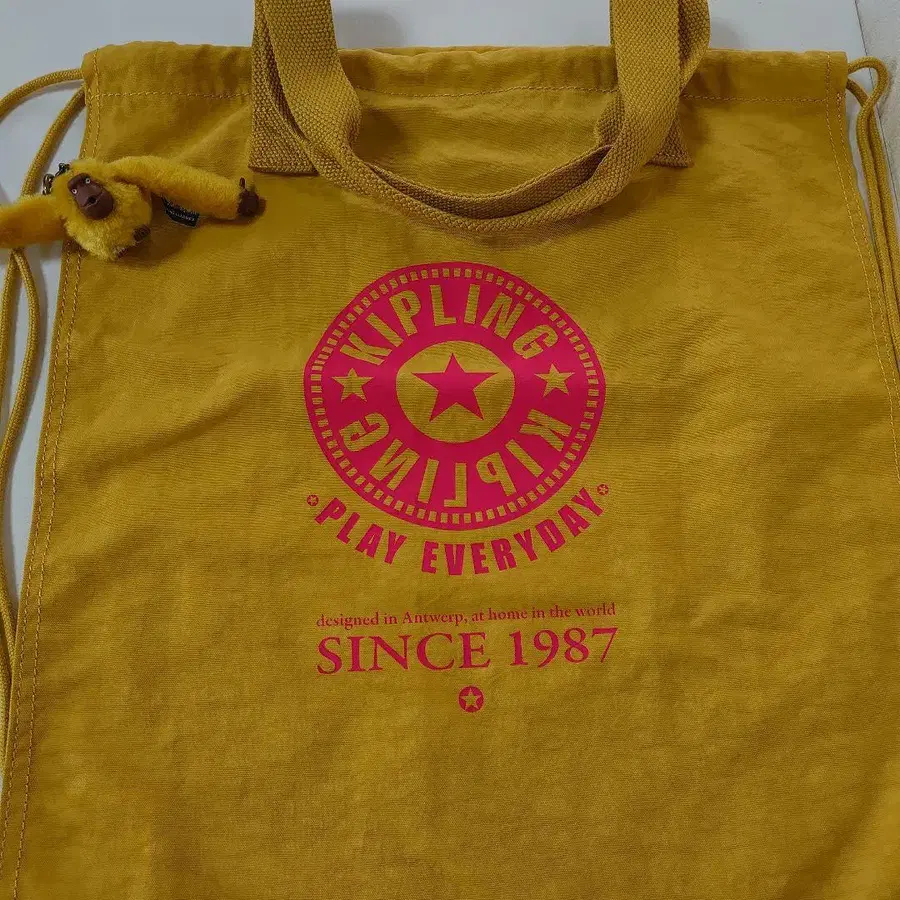 KIPLING
KIPLING
PLAY EVERYDAY
designed in Antwerp, at home in the world
SINCE 1987